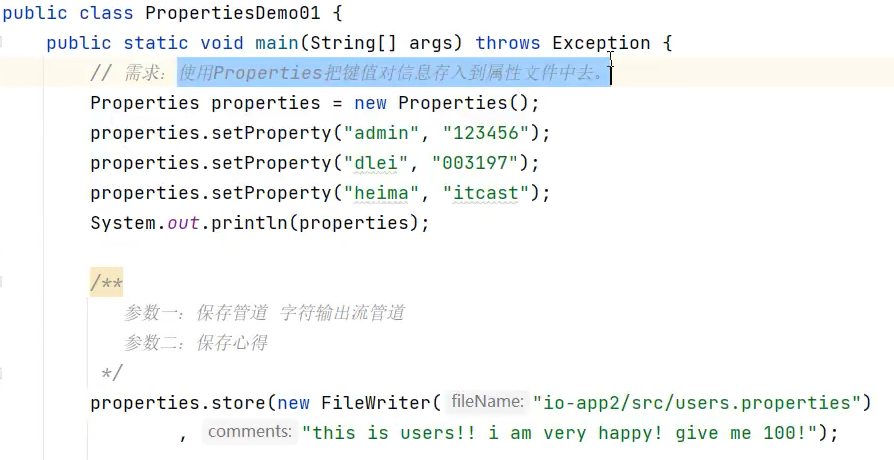 public class PropertiesDemo01 {
public static void main(String[] args) throws Exception {
// 需求：使用Properties把键值对信息存入到属性文件中去。
Properties properties = new Properties();
properties.setProperty("admin", "123456");
properties.setProperty("dlei", "003197");
properties.setProperty("heima", "itcast");
System.out.println(properties);
/**
参数一：保存管道 字符输出流管道
参数二：保存心得
*/
properties.store(new FileWriter( fileName: "io-app2/src/users.properties")
, comments: "this is users!! i am very happy! give me 100!");